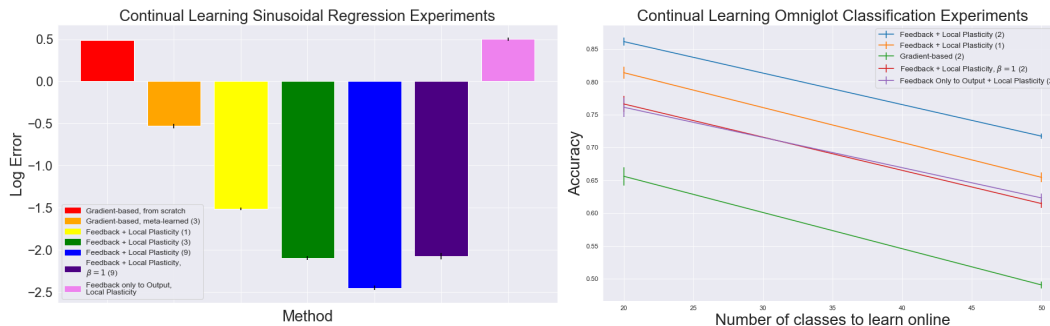 Continual Learning Sinusoidal Regression Experiments
0.5
0.0
−0.5
−1.0
−1.5
−2.0
−2.5
Log Error
Gradient-based, from scratch
Gradient-based, meta-learned (3)
Feedback + Local Plasticity (1)
Feedback + Local Plasticity (3)
Feedback + Local Plasticity (9)
Feedback + Local Plasticity,
β = 1 (9)
Feedback only to Output,
Local Plasticity
Method
Continual Learning Omniglot Classification Experiments
Feedback + Local Plasticity (2)
Feedback + Local Plasticity (1)
Gradient-based (2)
Feedback + Local Plasticity, β = 1 (2)
Feedback Only to Output + Local Plasticity (
0.85
0.80
0.75
0.70
0.65
0.60
0.55
0.50
Accuracy
20 25 30 35 40 45 50
Number of classes to learn online